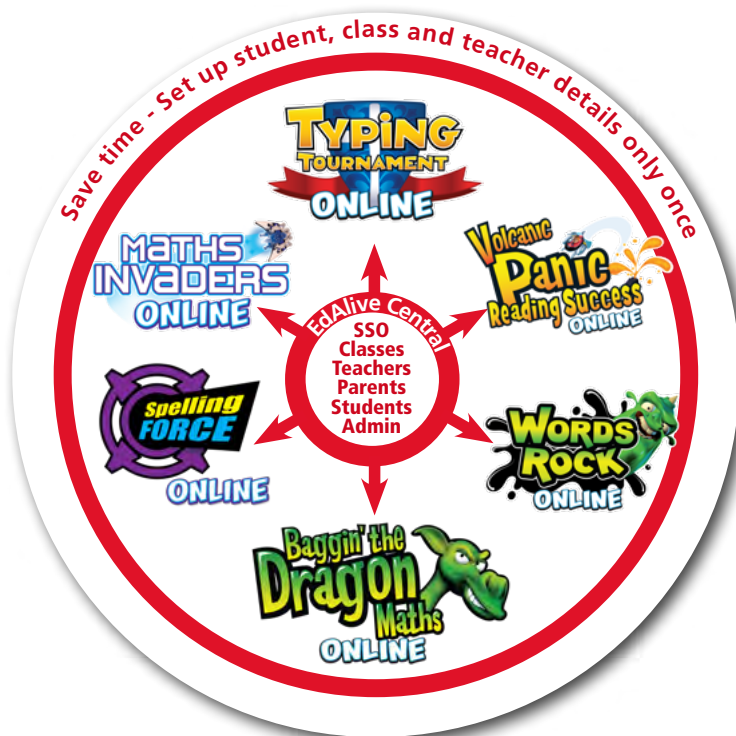 Save time - Set up student, class and teacher details only once
TYPING
TOURNAMENT
ONLINE
MATHS
INVADERS
ONLINE
Volcanic
Panic
Reading Success
ONLINE
EdAlive Central
SSO
Classes
Teachers
Parents
Students
Admin
Spelling
FORCE
ONLINE
WORDS
ROCK
ONLINE
Baggin' the
Dragon
Maths
ONLINE